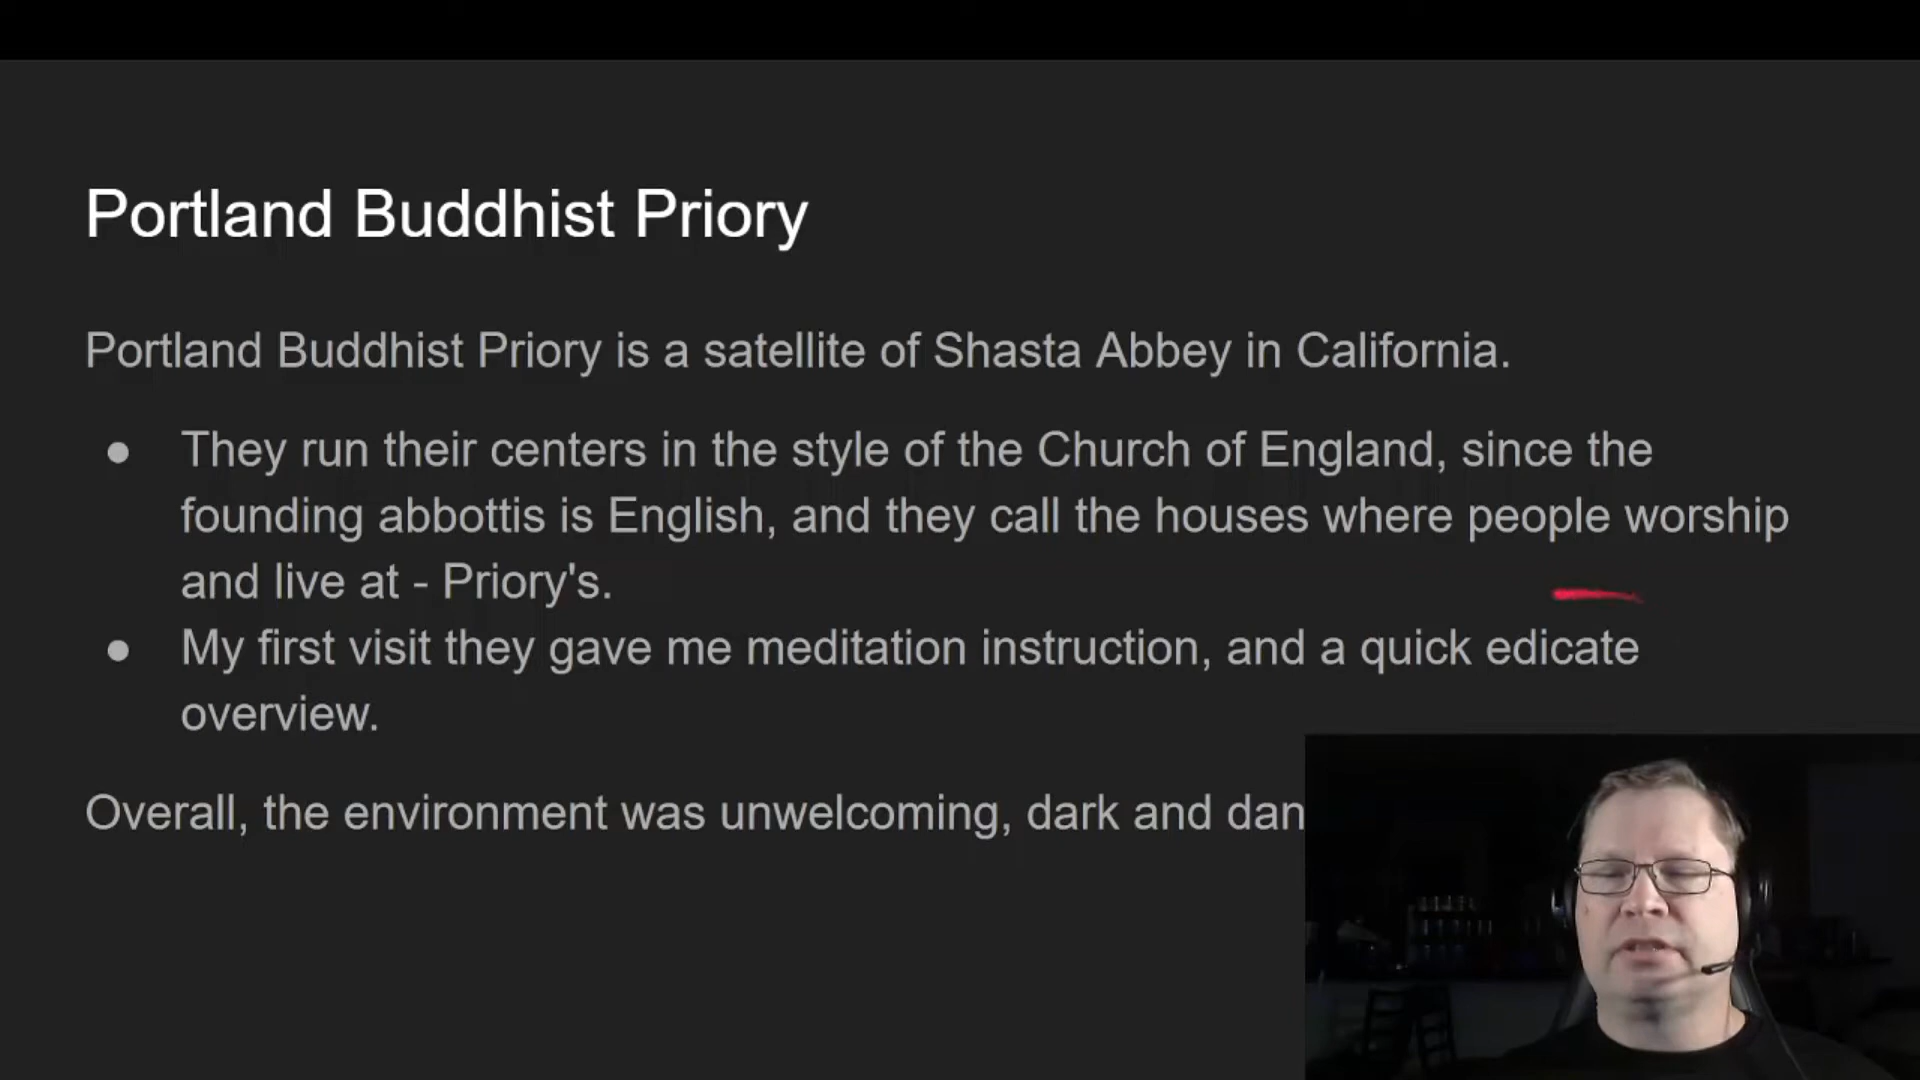 Portland Buddhist Priory
Portland Buddhist Priory is a satellite of Shasta Abbey in California.
● They run their centers in the style of the Church of England, since the
founding abbottis is English, and they call the houses where people worship
and live at - Priory's.
● My first visit they gave me meditation instruction, and a quick edicate
overview.
Overall, the environment was unwelcoming, dark and